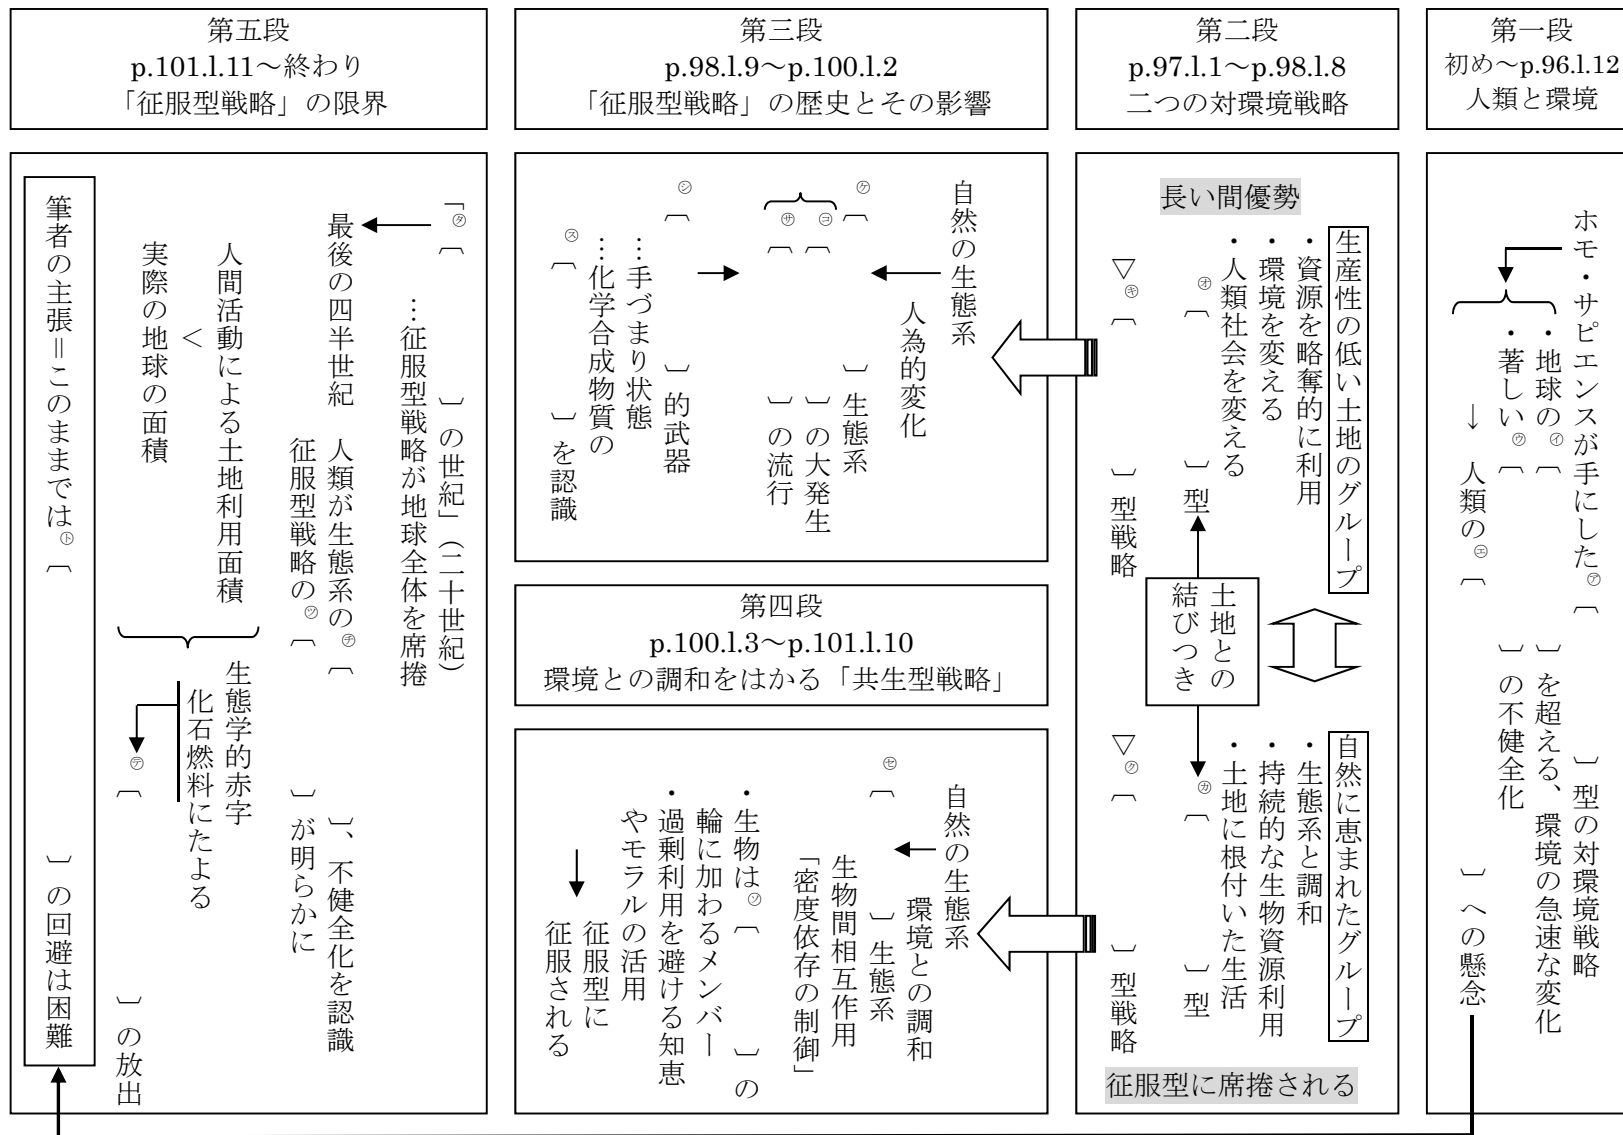 第一段
初め～p.96.l.12
人類と環境
ホモ・サピエンスが手にした㋐〔　〕型の対環境戦略
・地球の㋑〔　〕を超える、環境の急速な変化
・著しい㋒〔　〕の不健全化
↓　人類の㋓〔　〕への懸念
第二段
p.97.l.1～p.98.l.8
二つの対環境戦略
長い間優勢
生産性の低い土地のグループ
・資源を略奪的に利用
・環境を変える
・人類社会を変える
㋔〔　〕型
▽㋖〔　〕型戦略
土地との
結びつき
自然に恵まれたグループ
・生態系と調和
・持続的な生物資源利用
・土地に根付いた生活
㋕〔　〕型
▽㋗〔　〕型戦略
征服型に席捲される
第三段
p.98.l.9～p.100.l.2
「征服型戦略」の歴史とその影響
自然の生態系
人為的変化
㋘〔　〕生態系
㋙〔　〕の大発生
㋚〔　〕の流行
㋛〔　〕的武器
…手づまり状態
…化学合成物質の
㋜〔　〕を認識
第四段
p.100.l.3～p.101.l.10
環境との調和をはかる「共生型戦略」
自然の生態系
環境との調和
㋝〔　〕生態系
生物間相互作用
「密度依存の制御」
・生物は㋞〔　〕の
輪に加わるメンバー
・過剰利用を避ける知恵
やモラルの活用
征服型に
征服される
第五段
p.101.l.11～終わり
「征服型戦略」の限界
「㋟〔　〕の世紀」（二十世紀）
…征服型戦略が地球全体を席捲
最後の四半世紀　人類が生態系の㋠〔　〕、不健全化を認識
征服型戦略の㋡〔　〕が明らかに
人間活動による土地利用面積
＜
実際の地球の面積
生態学的赤字
化石燃料にたよる
㋢〔　〕の放出
筆者の主張＝このままでは㋣〔　〕の回避は困難